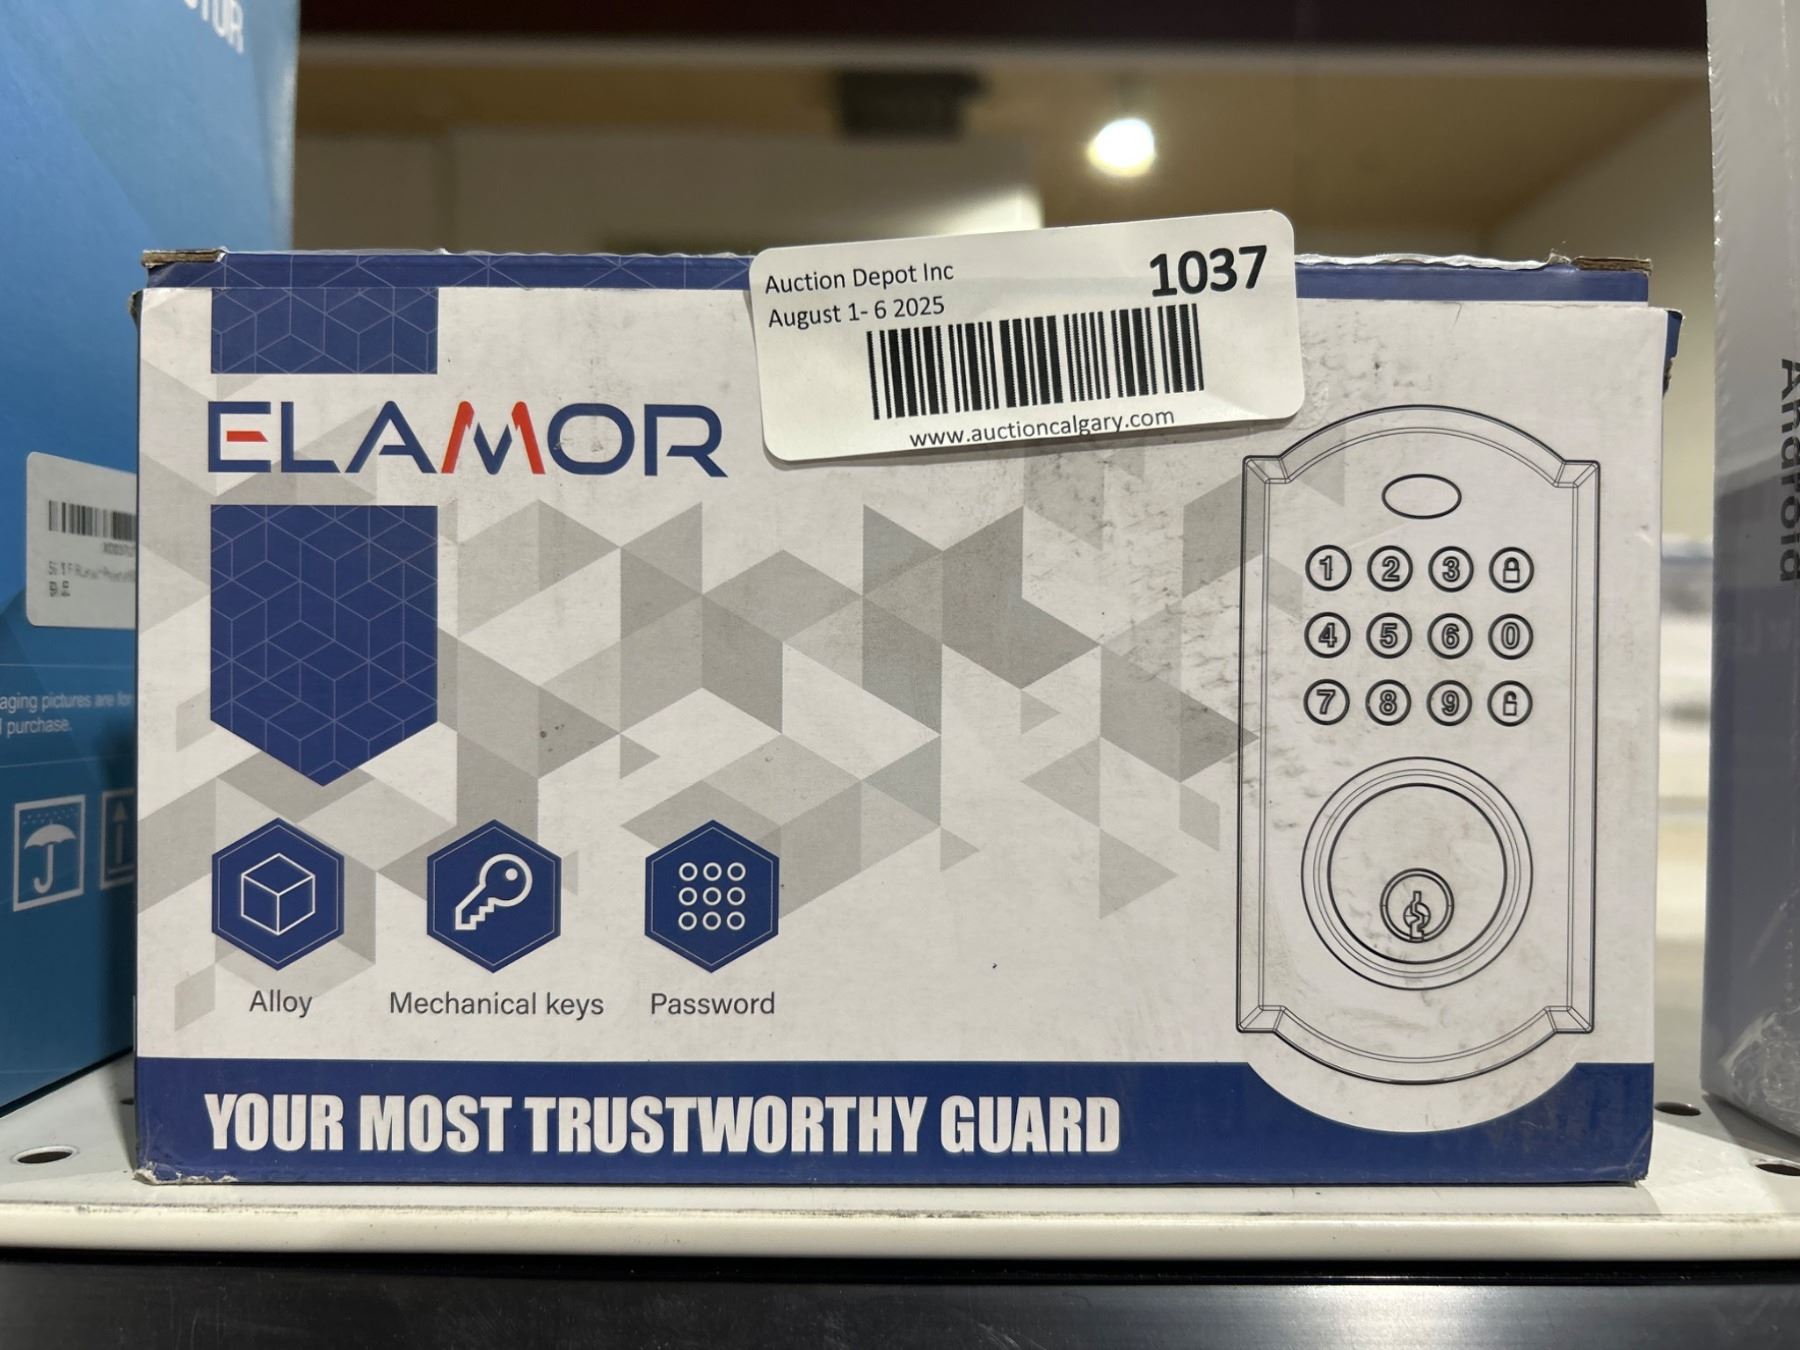 Auction Depot Inc
1037
August 1- 6 2025
www.auctioncalgary.com
ELAMOR
1 2 3
4 5 6 0
7 8 9
Alloy
Mechanical keys
Password
YOUR MOST TRUSTWORTHY GUARD
aging pictures are for
purchase.
Android